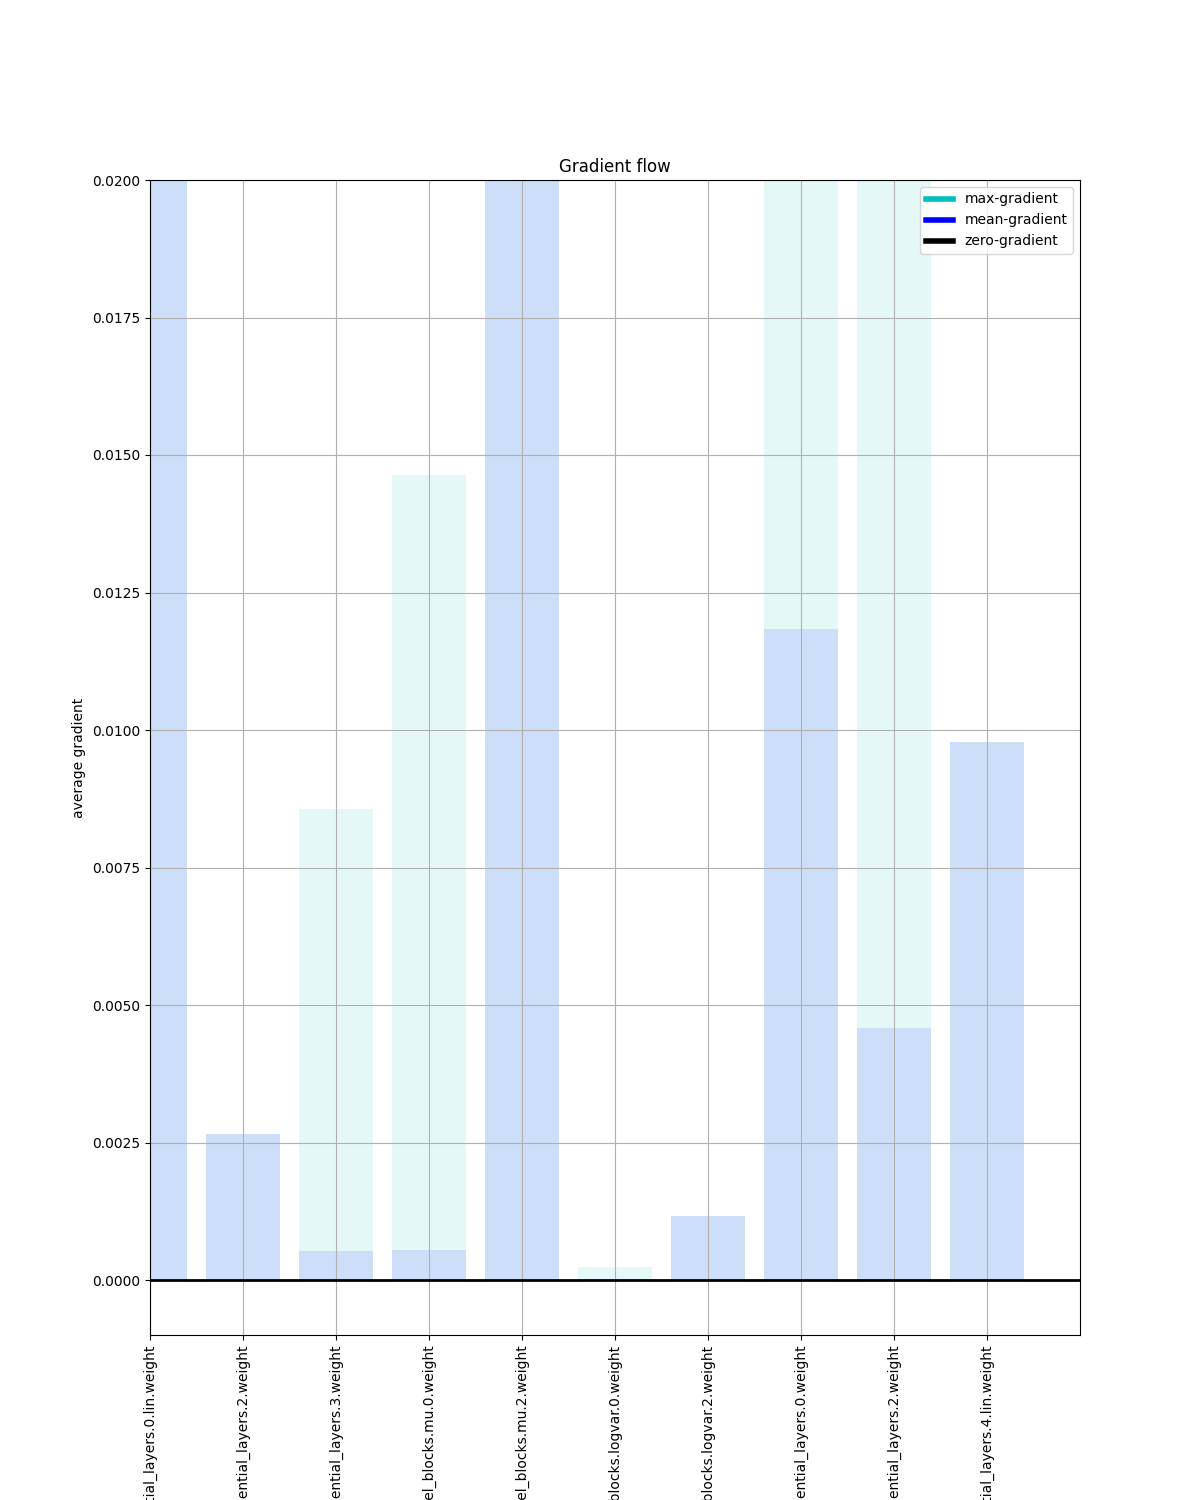 Gradient flow
max-gradient
mean-gradient
zero-gradient
0.0200
0.0175
0.0150
0.0125
0.0100
0.0075
0.0050
0.0025
0.0000
average gradient
tial_layers.0.lin.weight
ential_layers.2.weight
ential_layers.3.weight
el_blocks.mu.0.weight
el_blocks.mu.2.weight
blocks.logvar.0.weight
blocks.logvar.2.weight
ential_layers.0.weight
ential_layers.2.weight
tial_layers.4.lin.weight